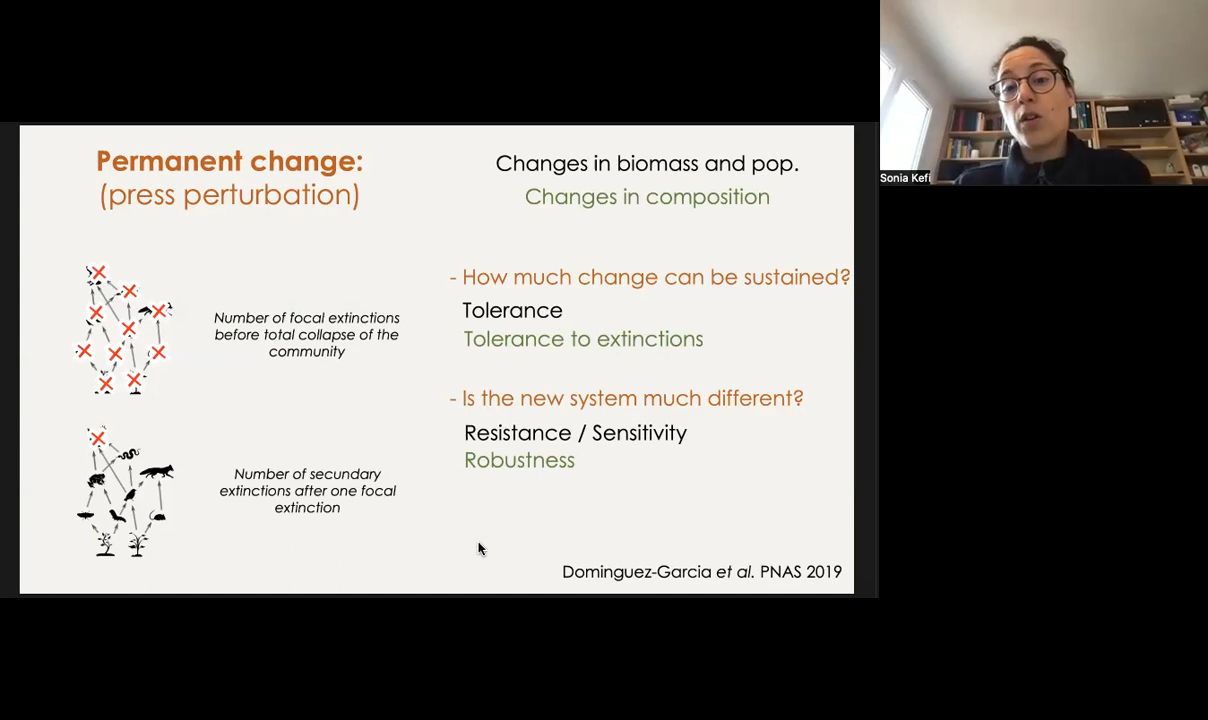 Permanent change:
(press perturbation)
Changes in biomass and pop.
Changes in composition
Number of focal extinctions
before total collapse of the
community
Number of secundary
extinctions after one focal
extinction
- How much change can be sustained?
Tolerance
Tolerance to extinctions
- Is the new system much different?
Resistance / Sensitivity
Robustness
Dominguez-Garcia et al. PNAS 2019
Sonia Kefi